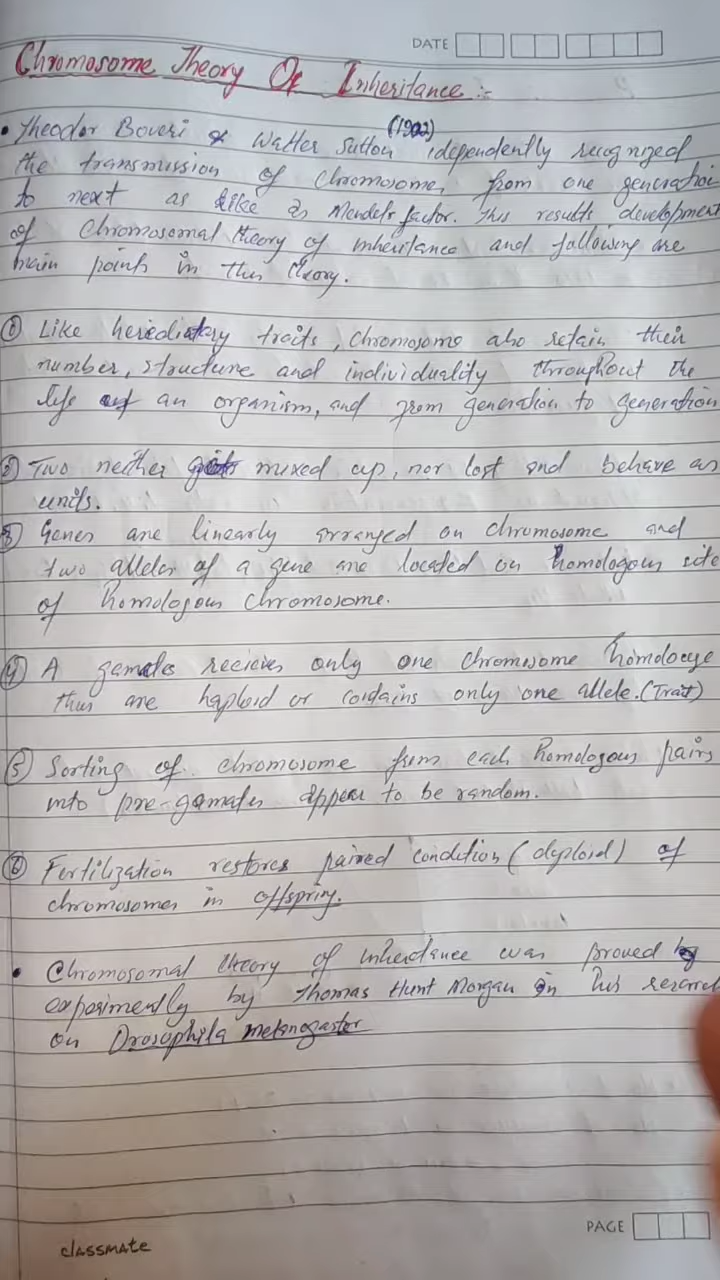 DATE
Chromosome Theory Of Inheritance :-
• Theodor Boveri & Walter Sutton (1902) idependently recognized
the transmission of Chromosome, from one generation
to next as like as Mendel's factor. This results development
of Chromosomal theory of inheritance and following are
main points in this theory.
① Like herediatary traits, chromosome also retain their
number, structure and individuality throughout the
life of an organism, and from generation to generation
② Two neither mixed up, nor lost and behave as
units.
③ Genes are linearly arranged on chromosome and
two alleles of a gene are located on homologous site
of homologous chromosome.
④ A gamates recieves only one chromosome homologe
thus are haploid or contains only one allele. (Trait)
⑤ Sorting of chromosome from each homologous pairs
into pre-gamates appear to be random.
⑥ Fertilization restores paired condition (diploid) of
chromosomes in offspring.
• Chromosomal theory of inheritance was proved by
experimently by Thomas Hunt Morgan in his research
on Drosophila melanogaster
PAGE
classmate